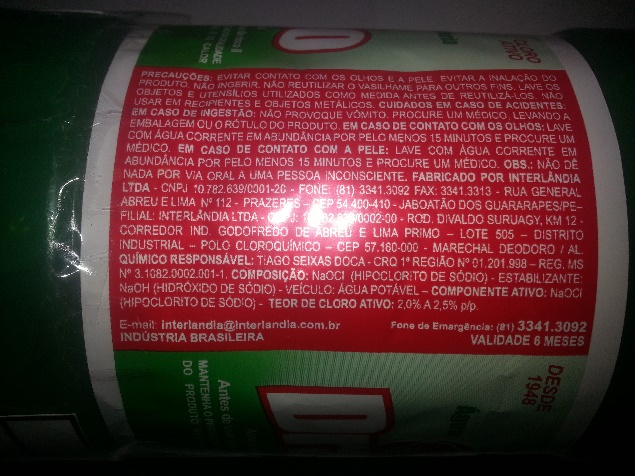 CLORO
ATIVO
PRECAUÇÕES: EVITAR CONTATO COM OS OLHOS E A PELE. EVITAR A INALAÇÃO DO
PRODUTO. NÃO INGERIR. NÃO REUTILIZAR O VASILHAME PARA OUTROS FINS. LAVE OS
OBJETOS E UTENSÍLIOS UTILIZADOS COMO MEDIDA ANTES DE REUTILIZÁ-LOS. NÃO
USAR EM RECIPIENTES E OBJETOS METÁLICOS. CUIDADOS EM CASO DE ACIDENTES:
EM CASO DE INGESTÃO: NÃO PROVOQUE VÔMITO. PROCURE UM MÉDICO, LEVANDO A
EMBALAGEM OU O RÓTULO DO PRODUTO. EM CASO DE CONTATO COM OS OLHOS: LAVE
COM ÁGUA CORRENTE EM ABUNDÂNCIA POR PELO MENOS 15 MINUTOS E PROCURE UM
MÉDICO. EM CASO DE CONTATO COM A PELE: LAVE COM ÁGUA CORRENTE EM
ABUNDÂNCIA POR PELO MENOS 15 MINUTOS E PROCURE UM MÉDICO. OBS.: NÃO DÊ
NADA POR VIA ORAL A UMA PESSOA INCONSCIENTE. FABRICADO POR INTERLÂNDIA
LTDA - CNPJ 10.782.639/0001-20 - FONE: (81) 3341.3092 FAX: 3341.3313 - RUA GENERAL
ABREU E LIMA Nº 112 - PRAZERES - CEP 54.400-410 - JABOATÃO DOS GUARARAPES/PE-
FILIAL: INTERLÂNDIA LTDA - 10.782.639/0002-00 - ROD. DIVALDO SURUAGY, KM 12 -
CORREDOR IND. GODOFREDO DE ABREU E LIMA PRIMO - LOTE 505 - DISTRITO
INDUSTRIAL - POLO CLOROQUÍMICO - CEP 57.160-000 - MARECHAL DEODORO / AL.
QUÍMICO RESPONSÁVEL: TIAGO SEIXAS DOCA - CRQ 1ª REGIÃO Nº 01.201.998 - REG. MS
Nº 3.1082.0002.001-1. COMPOSIÇÃO: NaOCl (HIPOCLORITO DE SÓDIO) - ESTABILIZANTE:
NaOH (HIDRÓXIDO DE SÓDIO) - VEÍCULO: ÁGUA POTÁVEL - COMPONENTE ATIVO: NaOCl
(HIPOCLORITO DE SÓDIO) - TEOR DE CLORO ATIVO: 2,0% A 2,5% p/p.
E-mail: interlandia@interlandia.com.br Fone de Emergência: (81) 3341.3092
INDÚSTRIA BRASILEIRA VALIDADE 6 MESES
DESDE
1948
Antes
MANTENHA O
DO PRODUTO